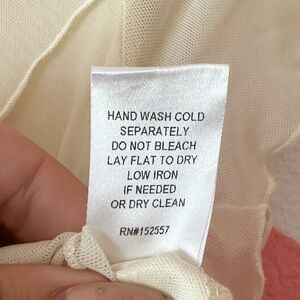 HAND WASH COLD
SEPARATELY
DO NOT BLEACH
LAY FLAT TO DRY
LOW IRON
IF NEEDED
OR DRY CLEAN
RN#152557